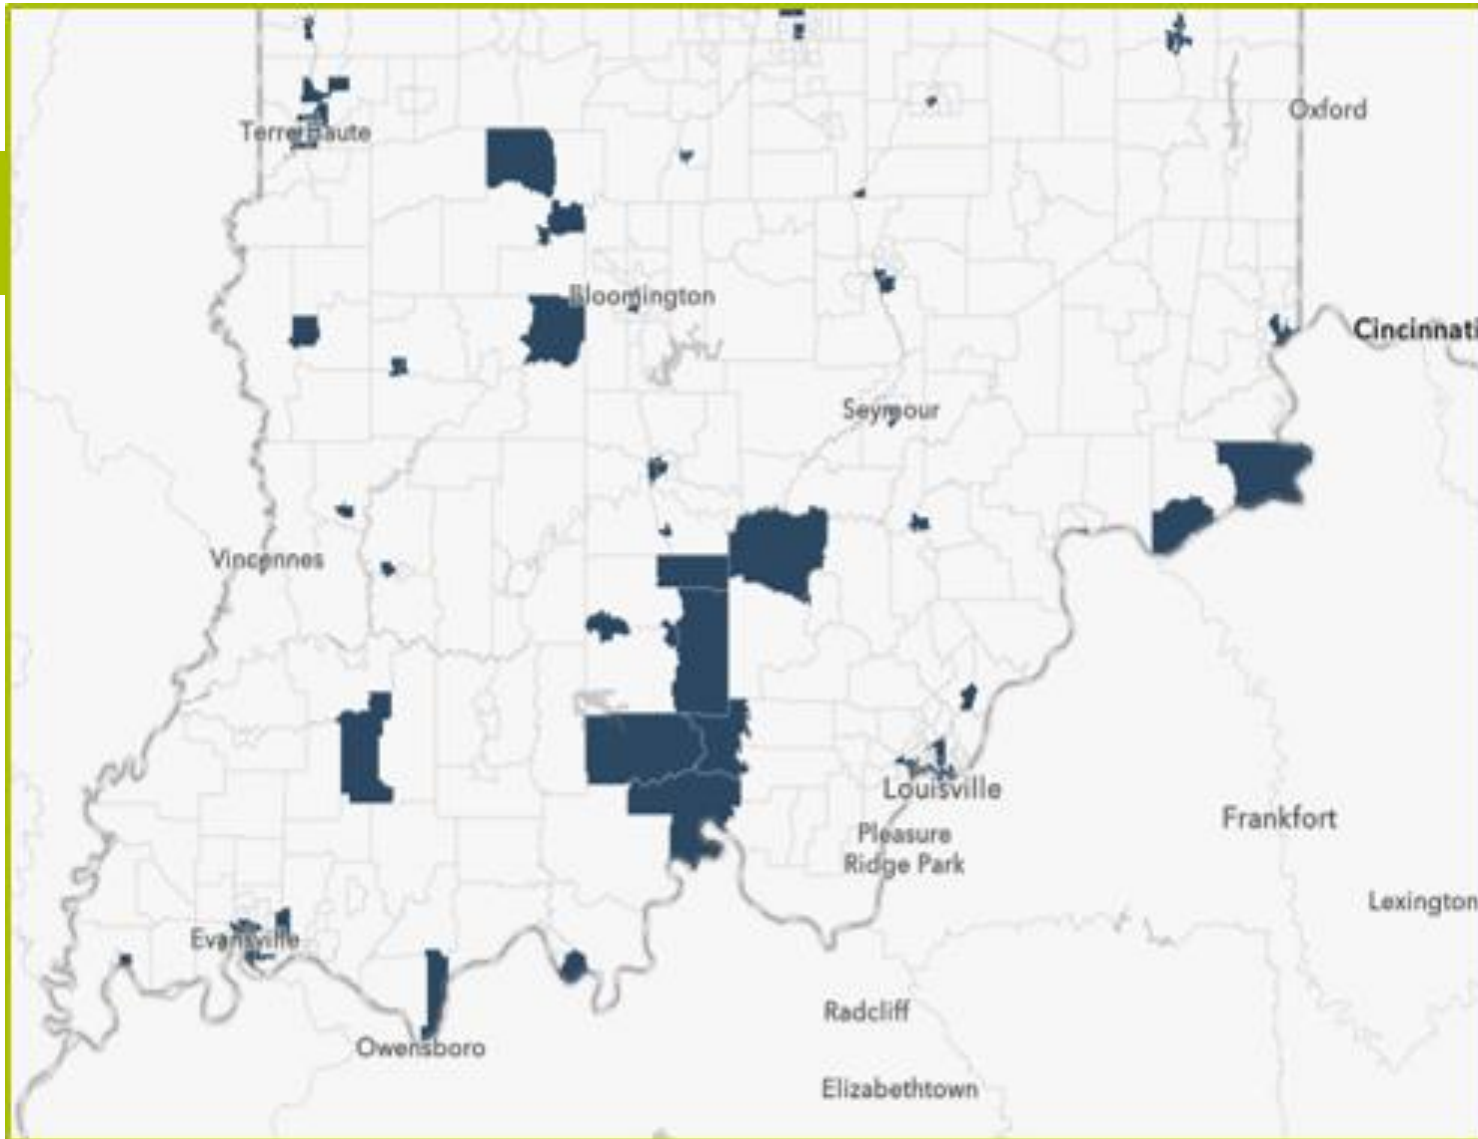 Oxford
Terre Haute
Bloomington
Cincinnati
Seymour
Vincennes
Louisville
Frankfort
Pleasure
Ridge Park
Lexington
Evansville
Radcliff
Owensboro
Elizabethtown